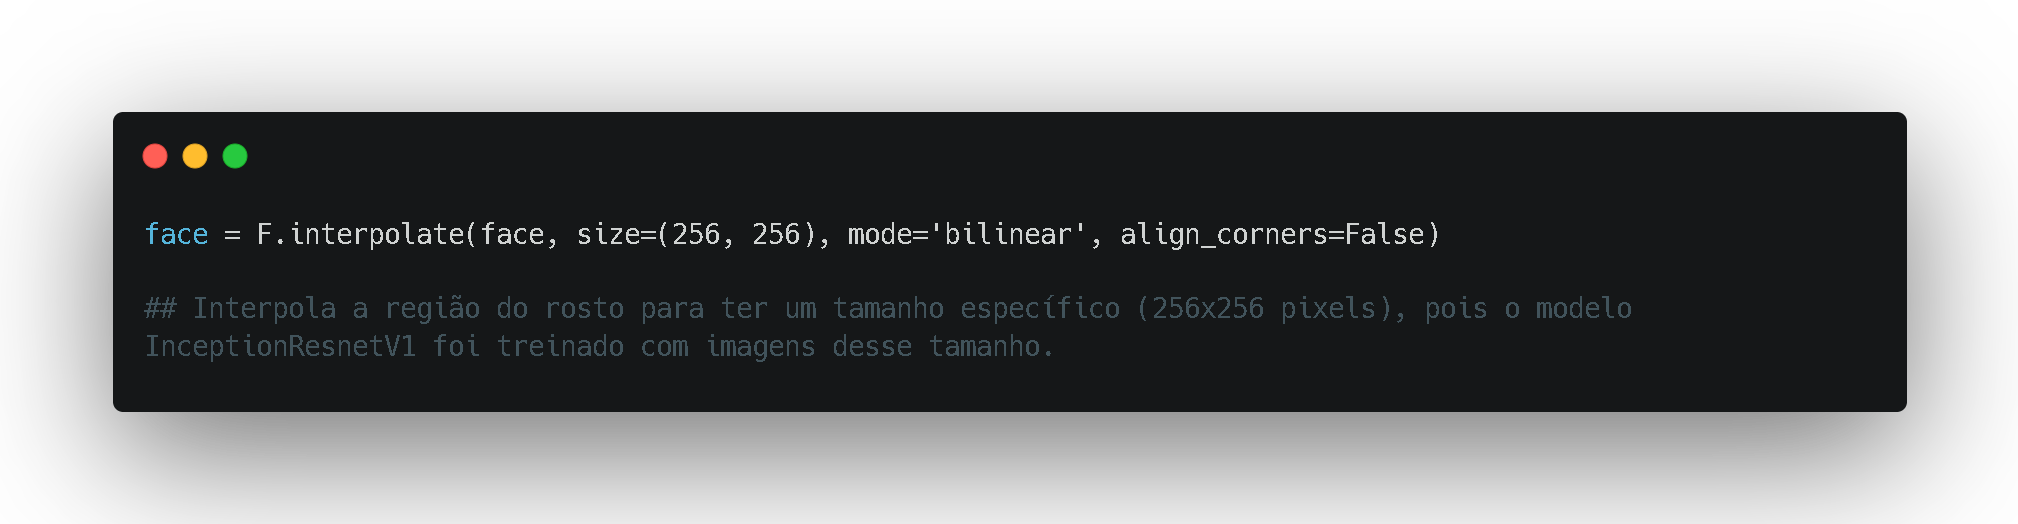 face = F.interpolate(face, size=(256, 256), mode='bilinear', align_corners=False)
## Interpola a região do rosto para ter um tamanho específico (256x256 pixels), pois o modelo
InceptionResnetV1 foi treinado com imagens desse tamanho.